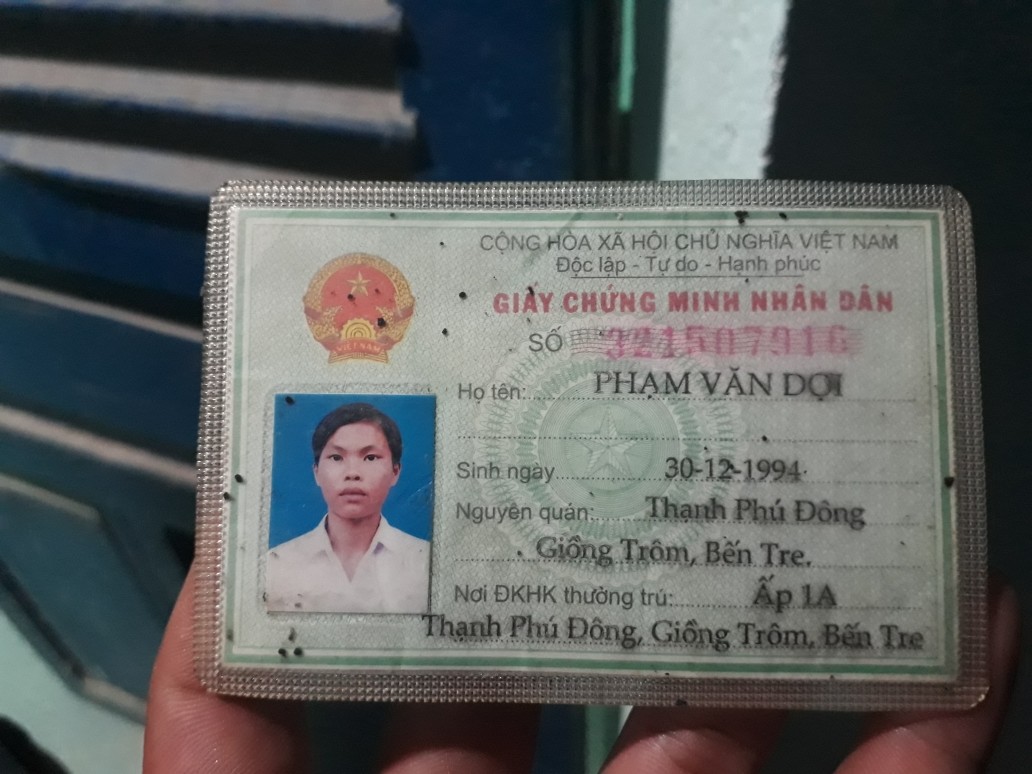 CỘNG HÒA XÃ HỘI CHỦ NGHĨA VIỆT NAM
Độc lập - Tự do - Hạnh phúc
GIẤY CHỨNG MINH NHÂN DÂN
VIỆT NAM
SỐ 321507916
Họ tên: PHẠM VĂN DỢI
Sinh ngày 30-12-1994
Nguyên quán: Thạnh Phú Đông
Giồng Trôm, Bến Tre.
Nơi ĐKHK thường trú: Ấp 1A
Thạnh Phú Đông, Giồng Trôm, Bến Tre